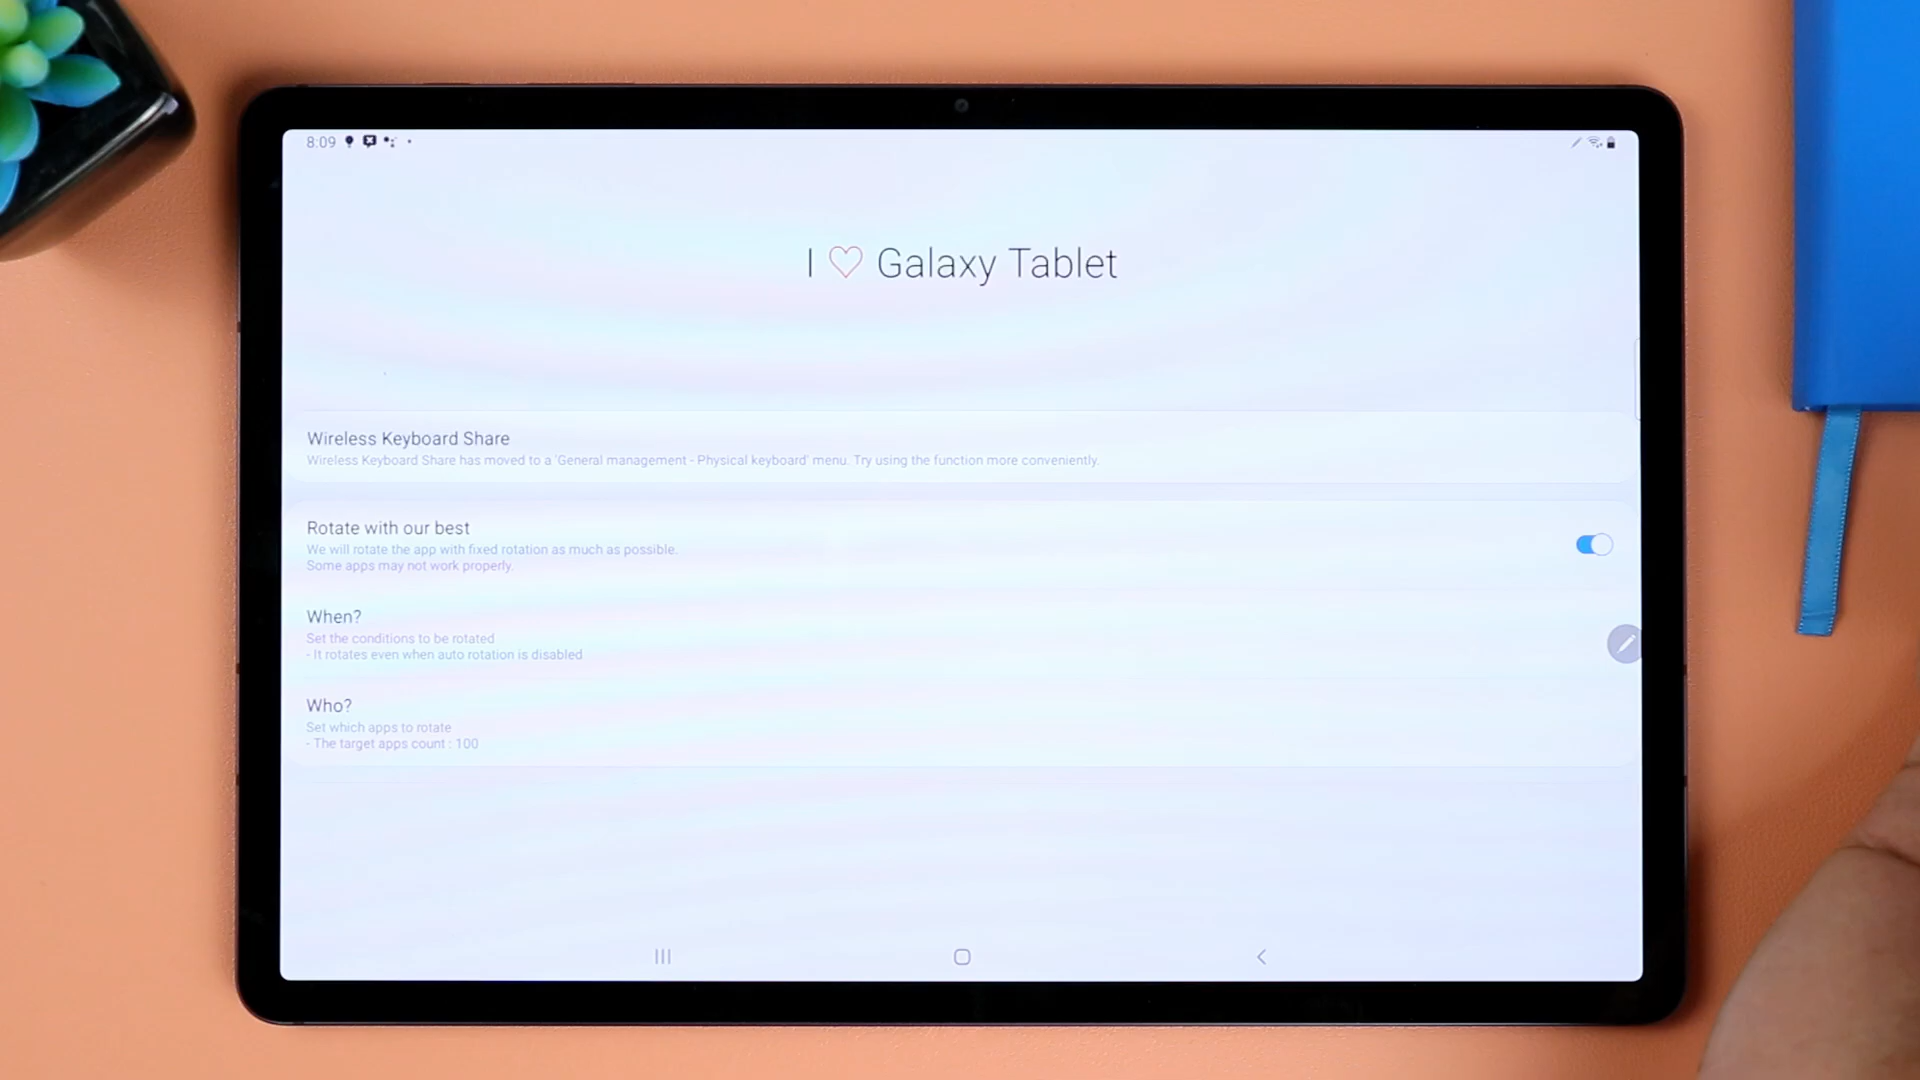 8:09
I ♡ Galaxy Tablet
Wireless Keyboard Share
Wireless Keyboard Share has moved to a 'General management - Physical keyboard' menu. Try using the function more conveniently.
Rotate with our best
We will rotate the app with fixed rotation as much as possible.
Some apps may not work properly.
When?
Set the conditions to be rotated
- It rotates even when auto rotation is disabled
Who?
Set which apps to rotate
- The target apps count : 100